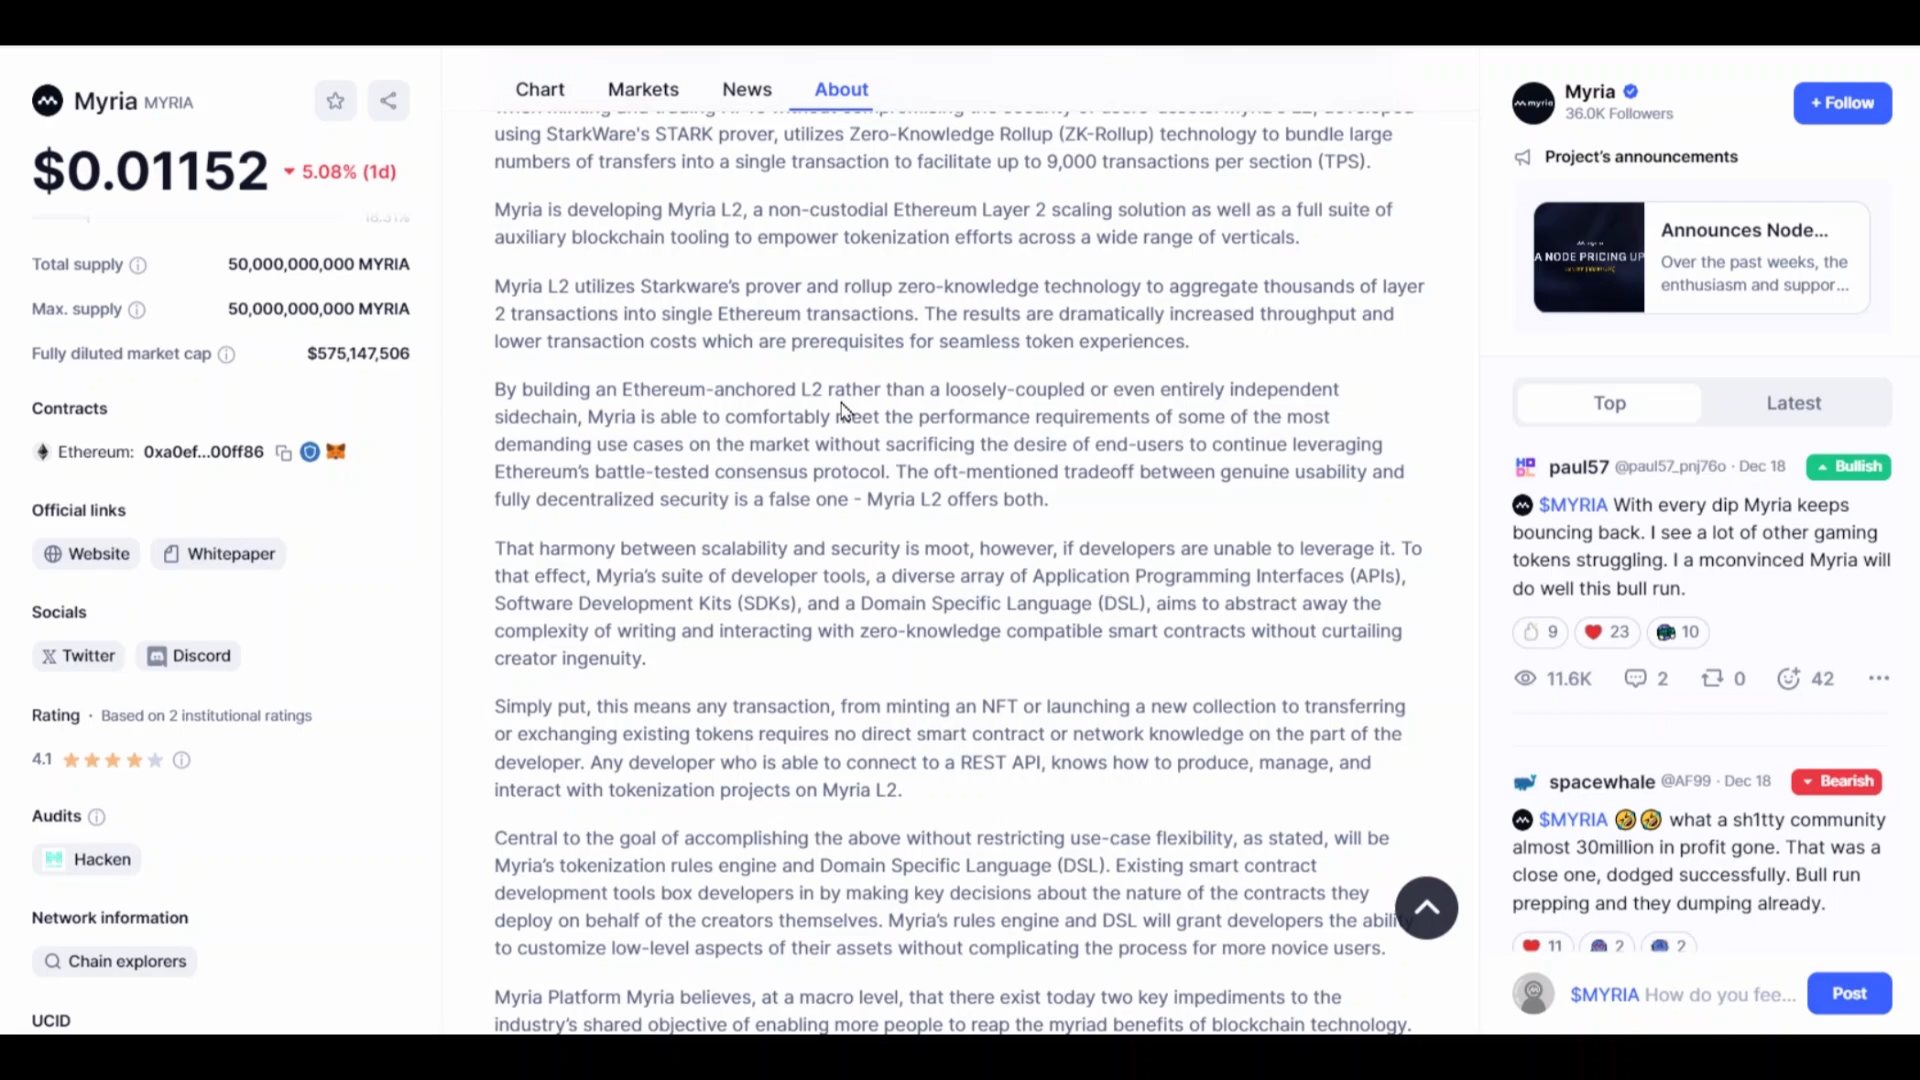 Myria MYRIA
$0.01152 5.08% (1d)
18.31%
Total supply 50,000,000,000 MYRIA
Max. supply 50,000,000,000 MYRIA
Fully diluted market cap $575,147,506
Contracts
Ethereum: 0xa0ef...00ff86
Official links
Website Whitepaper
Socials
Twitter Discord
Rating · Based on 2 institutional ratings
4.1
Audits
Hacken
Network information
Chain explorers
UCID
Chart Markets News About
using StarkWare's STARK prover, utilizes Zero-Knowledge Rollup (ZK-Rollup) technology to bundle large
numbers of transfers into a single transaction to facilitate up to 9,000 transactions per section (TPS).
Myria is developing Myria L2, a non-custodial Ethereum Layer 2 scaling solution as well as a full suite of
auxiliary blockchain tooling to empower tokenization efforts across a wide range of verticals.
Myria L2 utilizes Starkware’s prover and rollup zero-knowledge technology to aggregate thousands of layer
2 transactions into single Ethereum transactions. The results are dramatically increased throughput and
lower transaction costs which are prerequisites for seamless token experiences.
By building an Ethereum-anchored L2 rather than a loosely-coupled or even entirely independent
sidechain, Myria is able to comfortably meet the performance requirements of some of the most
demanding use cases on the market without sacrificing the desire of end-users to continue leveraging
Ethereum’s battle-tested consensus protocol. The oft-mentioned tradeoff between genuine usability and
fully decentralized security is a false one - Myria L2 offers both.
That harmony between scalability and security is moot, however, if developers are unable to leverage it. To
that effect, Myria’s suite of developer tools, a diverse array of Application Programming Interfaces (APIs),
Software Development Kits (SDKs), and a Domain Specific Language (DSL), aims to abstract away the
complexity of writing and interacting with zero-knowledge compatible smart contracts without curtailing
creator ingenuity.
Simply put, this means any transaction, from minting an NFT or launching a new collection to transferring
or exchanging existing tokens requires no direct smart contract or network knowledge on the part of the
developer. Any developer who is able to connect to a REST API, knows how to produce, manage, and
interact with tokenization projects on Myria L2.
Central to the goal of accomplishing the above without restricting use-case flexibility, as stated, will be
Myria’s tokenization rules engine and Domain Specific Language (DSL). Existing smart contract
development tools box developers in by making key decisions about the nature of the contracts they
deploy on behalf of the creators themselves. Myria’s rules engine and DSL will grant developers the ability
to customize low-level aspects of their assets without complicating the process for more novice users.
Myria Platform Myria believes, at a macro level, that there exist today two key impediments to the
industry’s shared objective of enabling more people to reap the myriad benefits of blockchain technology.
myria
Myria
36.0K Followers
+ Follow
Project’s announcements
A NODE PRICING UP
Announces Node...
Over the past weeks, the
enthusiasm and suppor...
Top Latest
paul57 @paul57_pnj76o · Dec 18 Bullish
$MYRIA With every dip Myria keeps
bouncing back. I see a lot of other gaming
tokens struggling. I a mconvinced Myria will
do well this bull run.
9 23 10
11.6K 2 0 42
spacewhale @AF99 · Dec 18 Bearish
$MYRIA 🤣🤣 what a sh1tty community
almost 30million in profit gone. That was a
close one, dodged successfully. Bull run
prepping and they dumping already.
11 2 2
$MYRIA How do you fee... Post